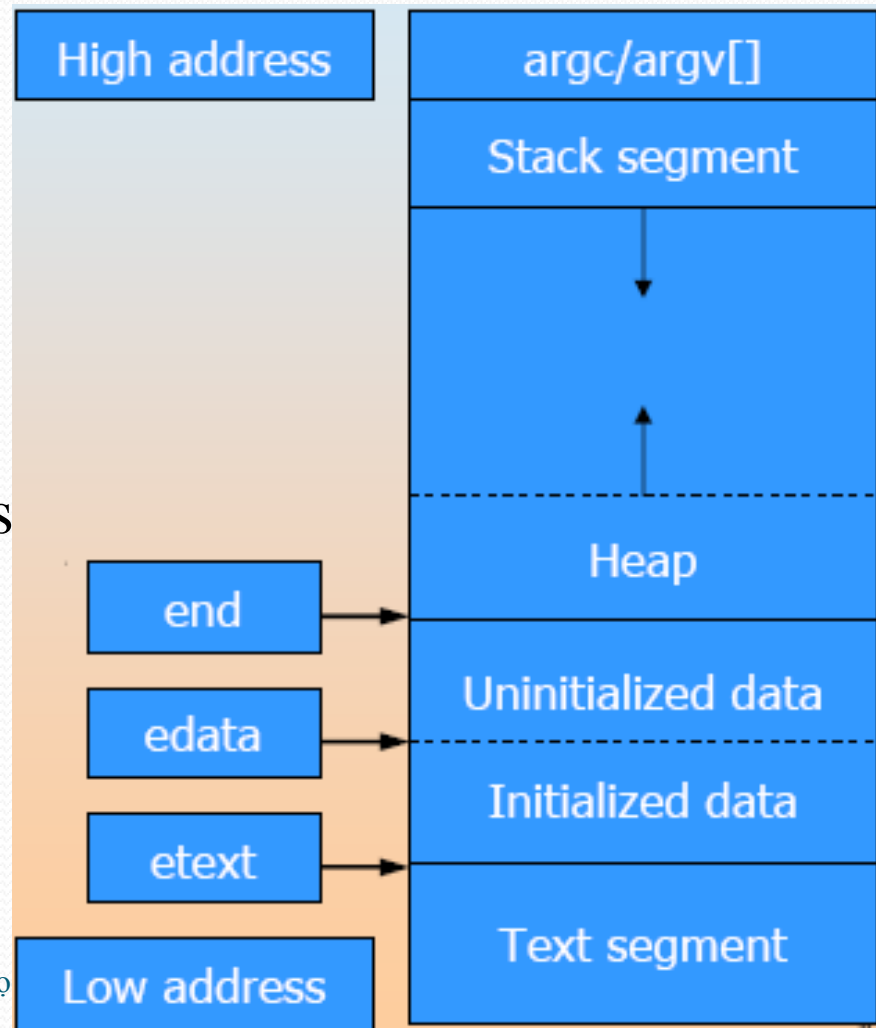 High address
argc/argv[]
Stack segment
s
Heap
end
Uninitialized data
edata
Initialized data
etext
Text segment
Low address
ọ